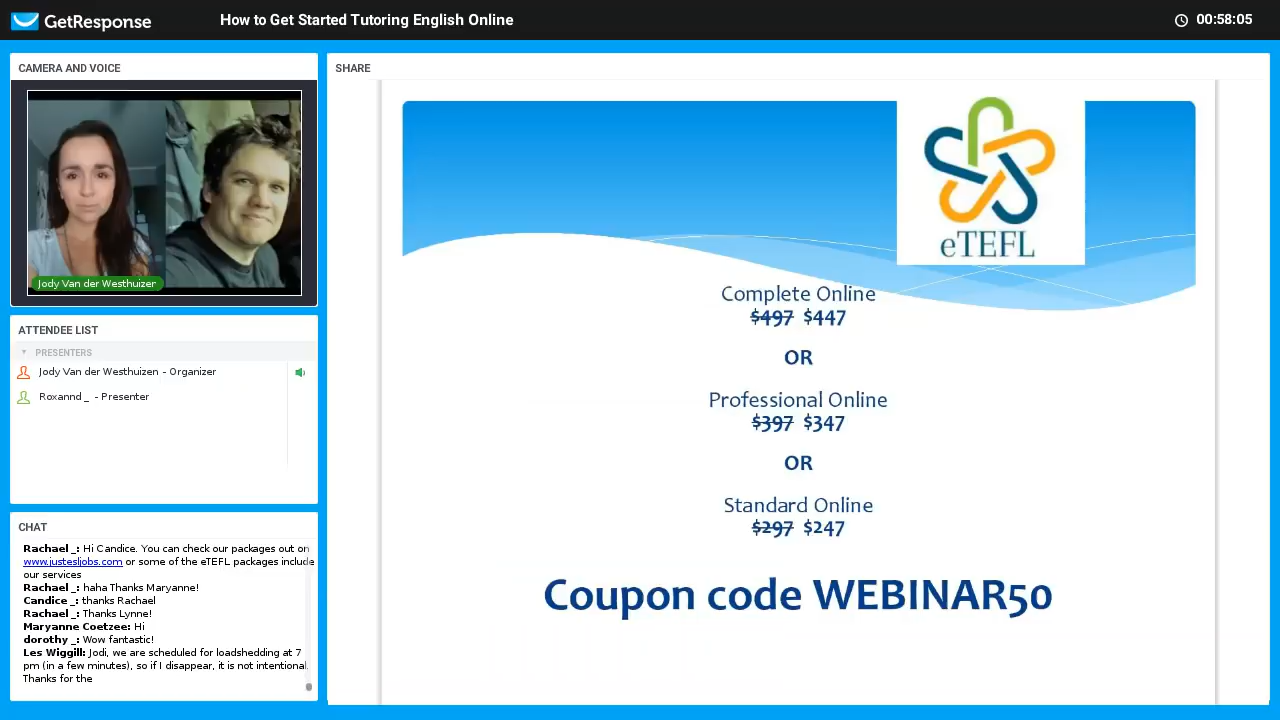 GetResponse
How to Get Started Tutoring English Online
00:58:05
CAMERA AND VOICE
Jody Van der Westhuizer
ATTENDEE LIST
PRESENTERS
Jody Van der Westhuizen - Organizer
Roxannd _ - Presenter
CHAT
Rachael _: Hi Candice. You can check our packages out on
www.justesljobs.com or some of the eTEFL packages include
our services
Rachael _: haha Thanks Maryanne!
Candice _: thanks Rachael
Rachael _: Thanks Lynne!
Maryanne Coetzee: Hi
dorothy _: Wow fantastic!
Les Wiggill: Jodi, we are scheduled for loadshedding at 7
pm (in a few minutes), so if I disappear, it is not intentional.
Thanks for the
SHARE
eTEFL
Complete Online
$497 $447
OR
Professional Online
$397 $347
OR
Standard Online
$297 $247
Coupon code WEBINAR50